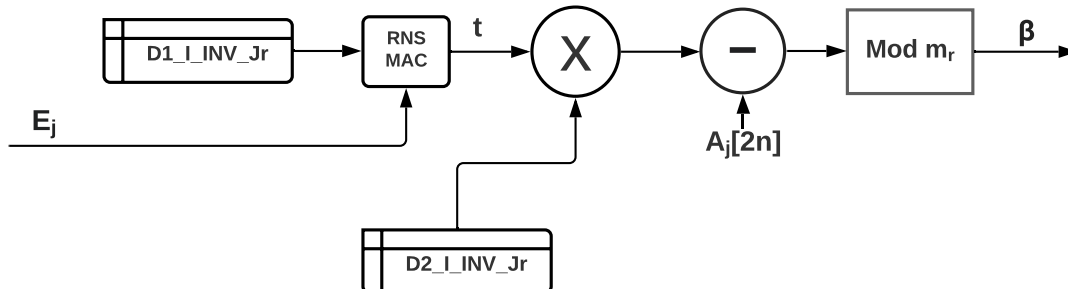 D1_I_INV_Jr
RNS
MAC
t
X
−
Mod mᵣ
β
Eⱼ
Aⱼ[2n]
D2_I_INV_Jr